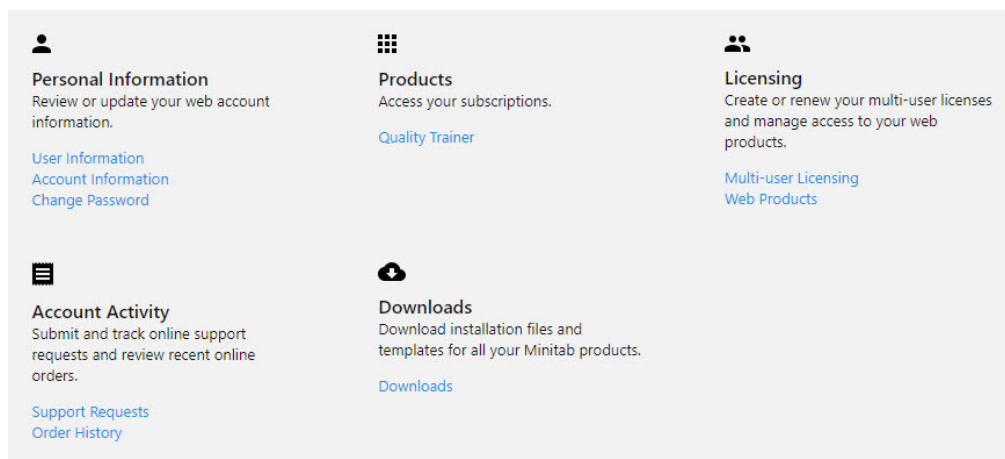 Personal Information
Review or update your web account
information.
User Information
Account Information
Change Password
Products
Access your subscriptions.
Quality Trainer
Licensing
Create or renew your multi-user licenses
and manage access to your web
products.
Multi-user Licensing
Web Products
Account Activity
Submit and track online support
requests and review recent online
orders.
Support Requests
Order History
Downloads
Download installation files and
templates for all your Minitab products.
Downloads